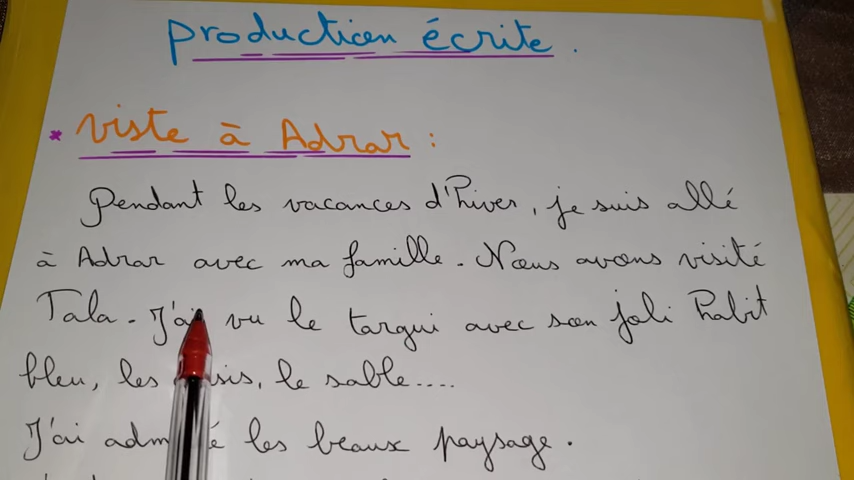 production écrite.
* viste à Adrar :
Pendant les vacances d'hiver, je suis allé
à Adrar avec ma famille. Nous avons visité
Tala. J'ai vu le targui avec son joli habit
bleu, les sable....
J'ai les beaux paysage.